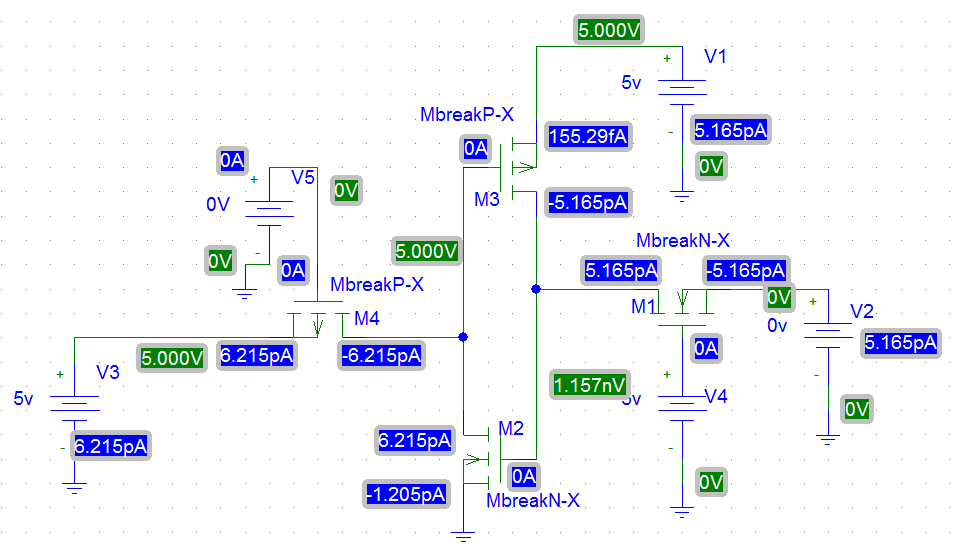 5.000V
+
V1
5v
MbreakP-X
155.29fA
5.165pA
0A
-
0V
0A
+
V5
0V
M3
0V
-5.165pA
MbreakN-X
5.000V
0V
-
0A
5.165pA
-5.165pA
MbreakP-X
0V
+
M1
V2
M4
0v
5.000V
6.215pA
-6.215pA
0A
5.165pA
+
V3
1.157nV
+
-
5v
5v
V4
0V
M2
6.215pA
-
6.215pA
-
0A
0V
-1.205pA
MbreakN-X